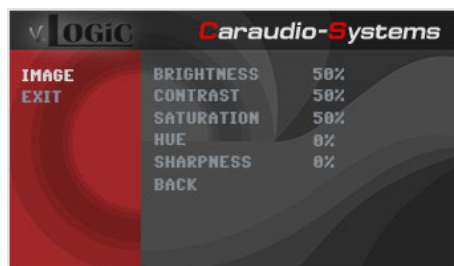 v.LOGiC Caraudio-Systems
IMAGE BRIGHTNESS 50%
EXIT CONTRAST 50%
SATURATION 50%
HUE 0%
SHARPNESS 0%
BACK